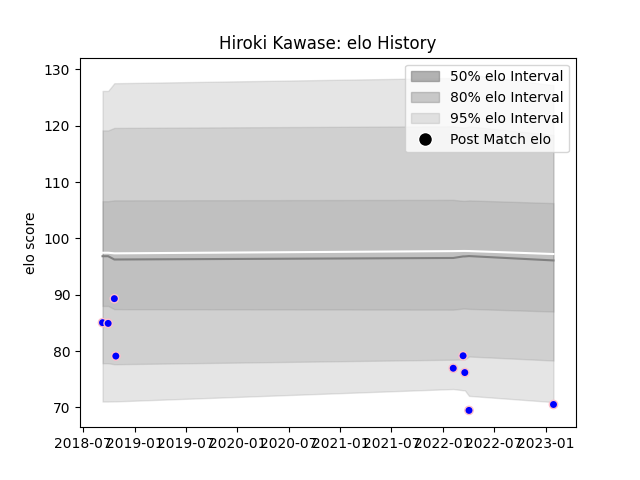 Hiroki Kawase: elo History
130
120
110
100
90
80
70
elo score
50% elo Interval
80% elo Interval
95% elo Interval
Post Match elo
2018-07 2019-01 2019-07 2020-01 2020-07 2021-01 2021-07 2022-01 2022-07 2023-01